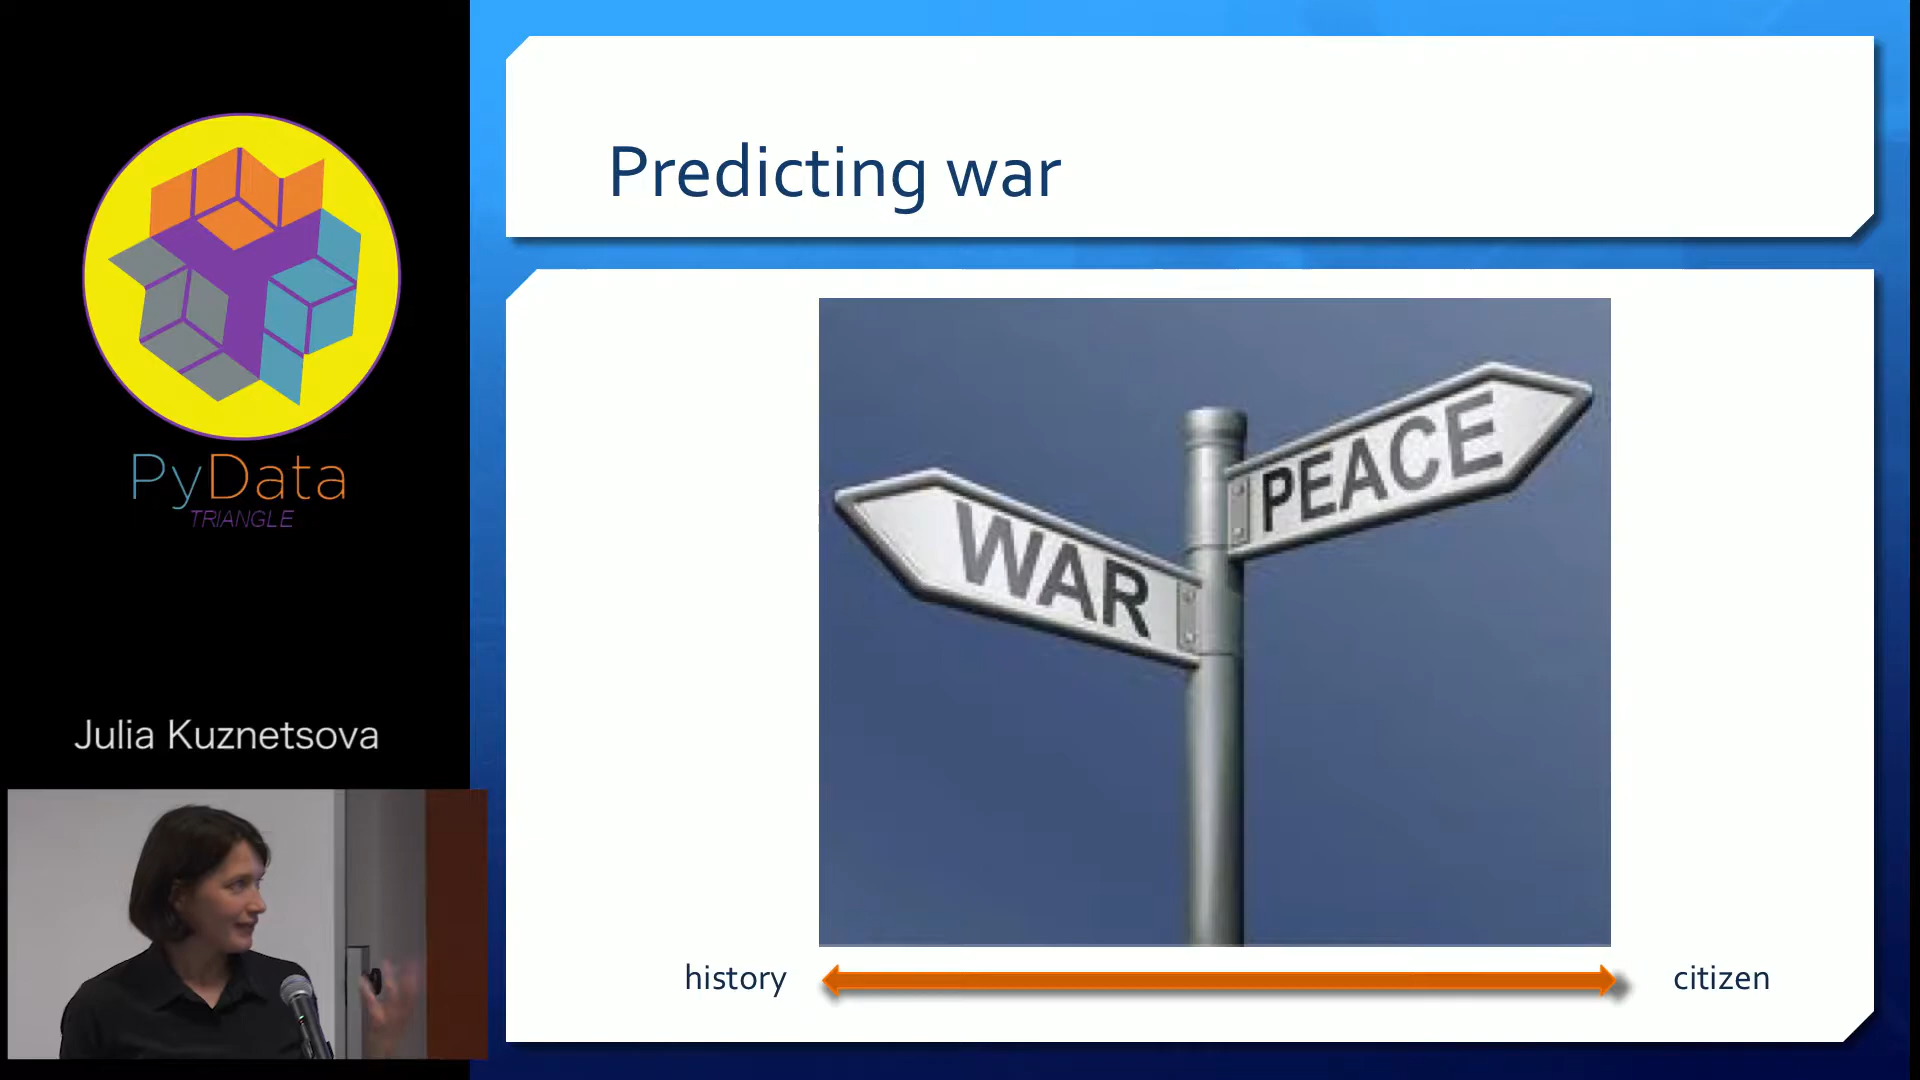 PyData
TRIANGLE
Julia Kuznetsova
Predicting war
PEACE
WAR
history
citizen